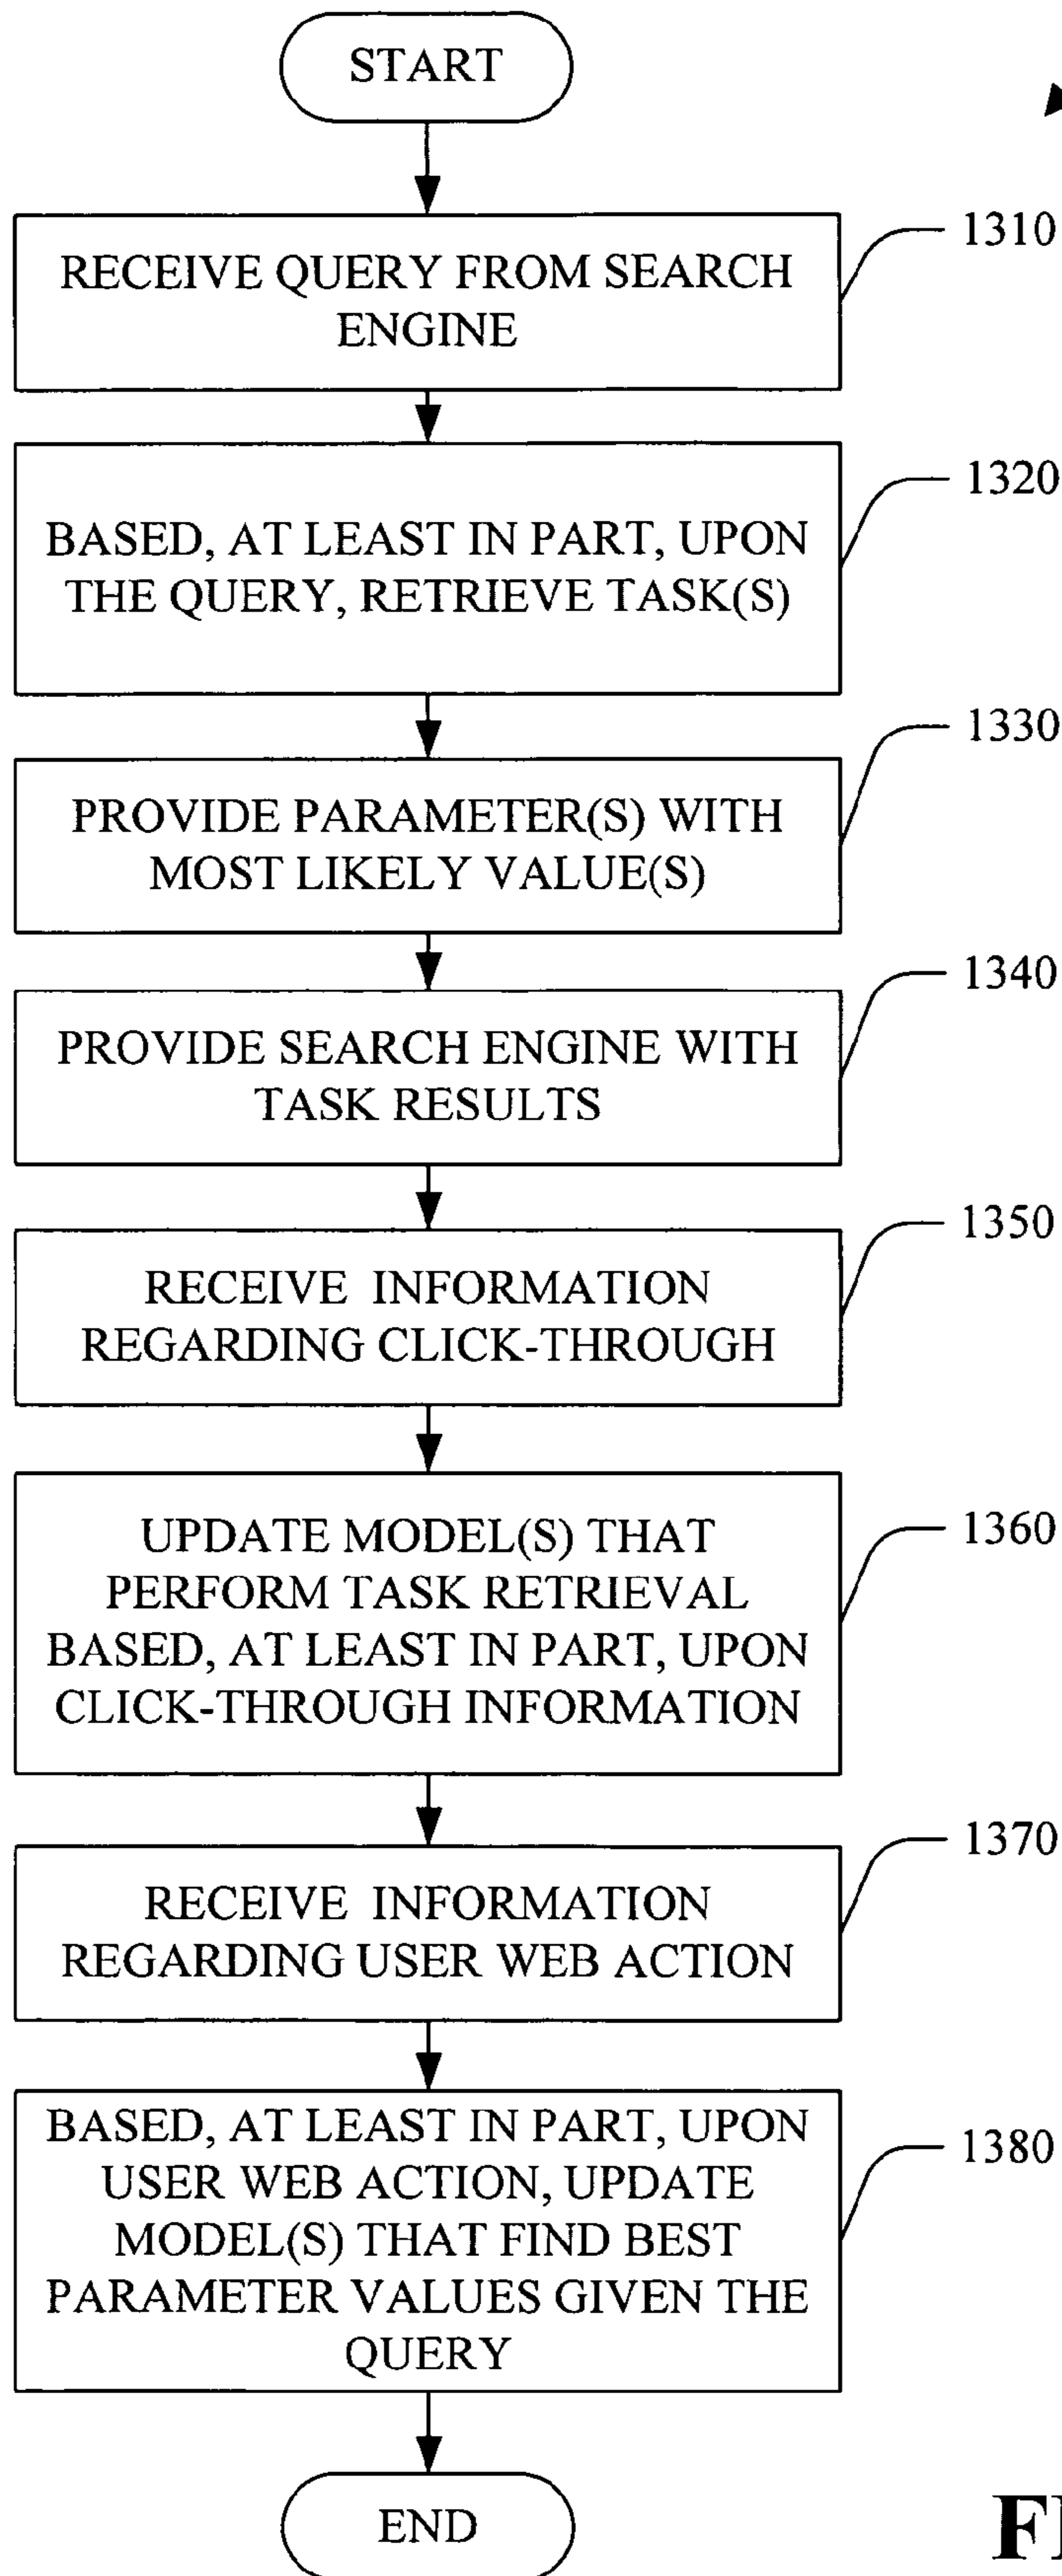 START
1310
RECEIVE QUERY FROM SEARCH
ENGINE
1320
BASED, AT LEAST IN PART, UPON
THE QUERY, RETRIEVE TASK(S)
1330
PROVIDE PARAMETER(S) WITH
MOST LIKELY VALUE(S)
1340
PROVIDE SEARCH ENGINE WITH
TASK RESULTS
1350
RECEIVE INFORMATION
REGARDING CLICK-THROUGH
1360
UPDATE MODEL(S) THAT
PERFORM TASK RETRIEVAL
BASED, AT LEAST IN PART, UPON
CLICK-THROUGH INFORMATION
1370
RECEIVE INFORMATION
REGARDING USER WEB ACTION
1380
BASED, AT LEAST IN PART, UPON
USER WEB ACTION, UPDATE
MODEL(S) THAT FIND BEST
PARAMETER VALUES GIVEN THE
QUERY
END